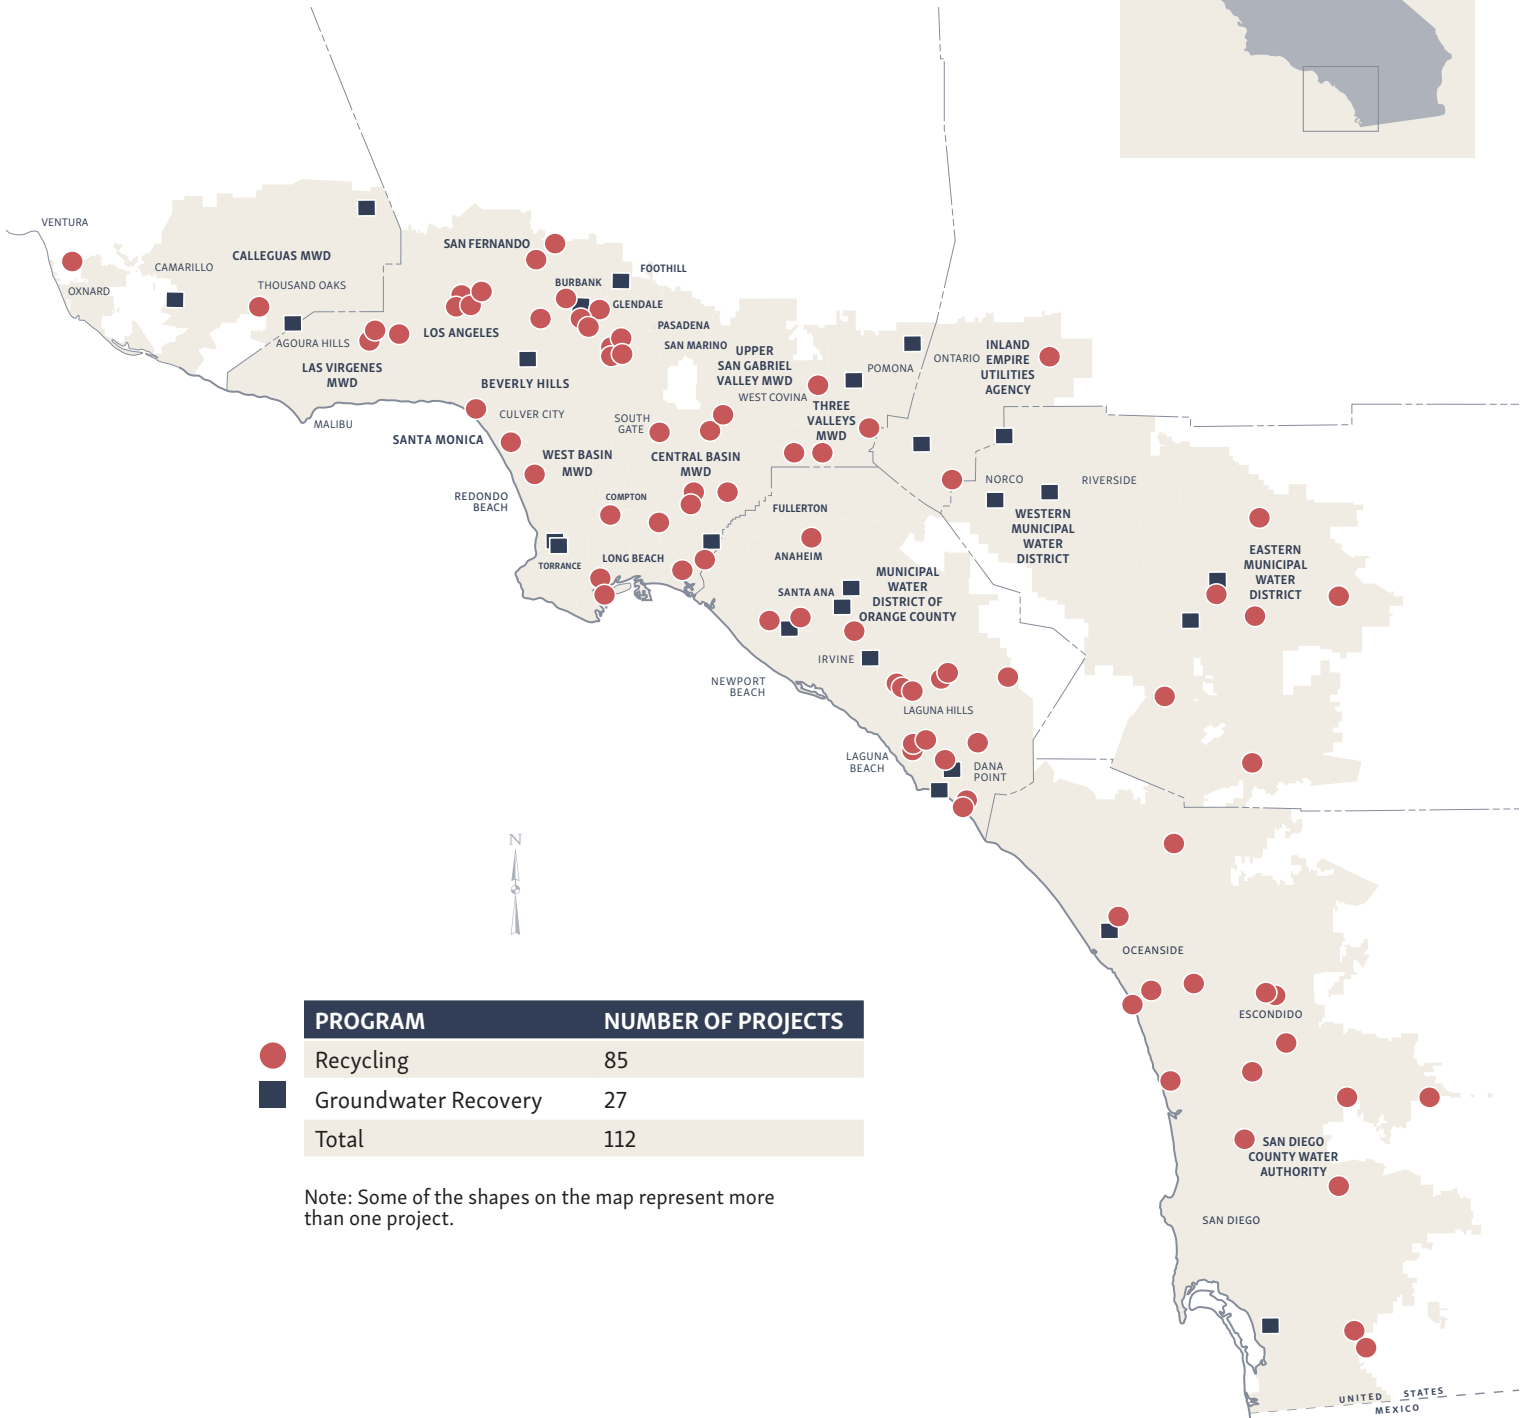 VENTURA
CALLEGUAS MWD
CAMARILLO
THOUSAND OAKS
OXNARD
AGOURA HILLS
LAS VIRGENES
MWD
MALIBU
SAN FERNANDO
FOOTHILL
BURBANK
GLENDALE
LOS ANGELES
PASADENA
SAN MARINO
UPPER
SAN GABRIEL
VALLEY MWD
BEVERLY HILLS
WEST COVINA
POMONA
ONTARIO
INLAND
EMPIRE
UTILITIES
AGENCY
CULVER CITY
SOUTH
GATE
THREE
VALLEYS
MWD
SANTA MONICA
WEST BASIN
MWD
CENTRAL BASIN
MWD
REDONDO
BEACH
COMPTON
FULLERTON
NORCO
RIVERSIDE
WESTERN
MUNICIPAL
WATER
DISTRICT
TORRANCE
LONG BEACH
ANAHEIM
EASTERN
MUNICIPAL
WATER
DISTRICT
SANTA ANA
MUNICIPAL
WATER
DISTRICT OF
ORANGE COUNTY
IRVINE
NEWPORT
BEACH
LAGUNA HILLS
LAGUNA
BEACH
DANA
POINT
N
OCEANSIDE
ESCONDIDO
SAN DIEGO
COUNTY WATER
AUTHORITY
SAN DIEGO
UNITED STATES
MEXICO
PROGRAM NUMBER OF PROJECTS
Recycling 85
Groundwater Recovery 27
Total 112
Note: Some of the shapes on the map represent more
than one project.